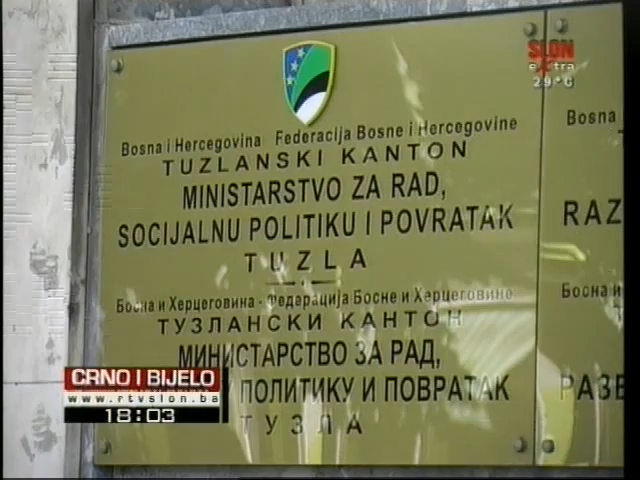 SLON
extra
29°C
Bosna i Hercegovina Federacija Bosne i Hercegovine
TUZLANSKI KANTON
MINISTARSTVO ZA RAD,
SOCIJALNU POLITIKU I POVRATAK
TUZLA
Босна и Херцеговина - Федерација Босне и Херцеговине
ТУЗЛАНСКИ КАНТОН
МИНИСТАРСТВО ЗА РАД,
ПОЛИТИКУ И ПОВРАТАК
ТУЗЛА
Bosna
RAZ
Босна и
РАЗВ
CRNO I BIJELO
www.rtvslon.ba
18:03